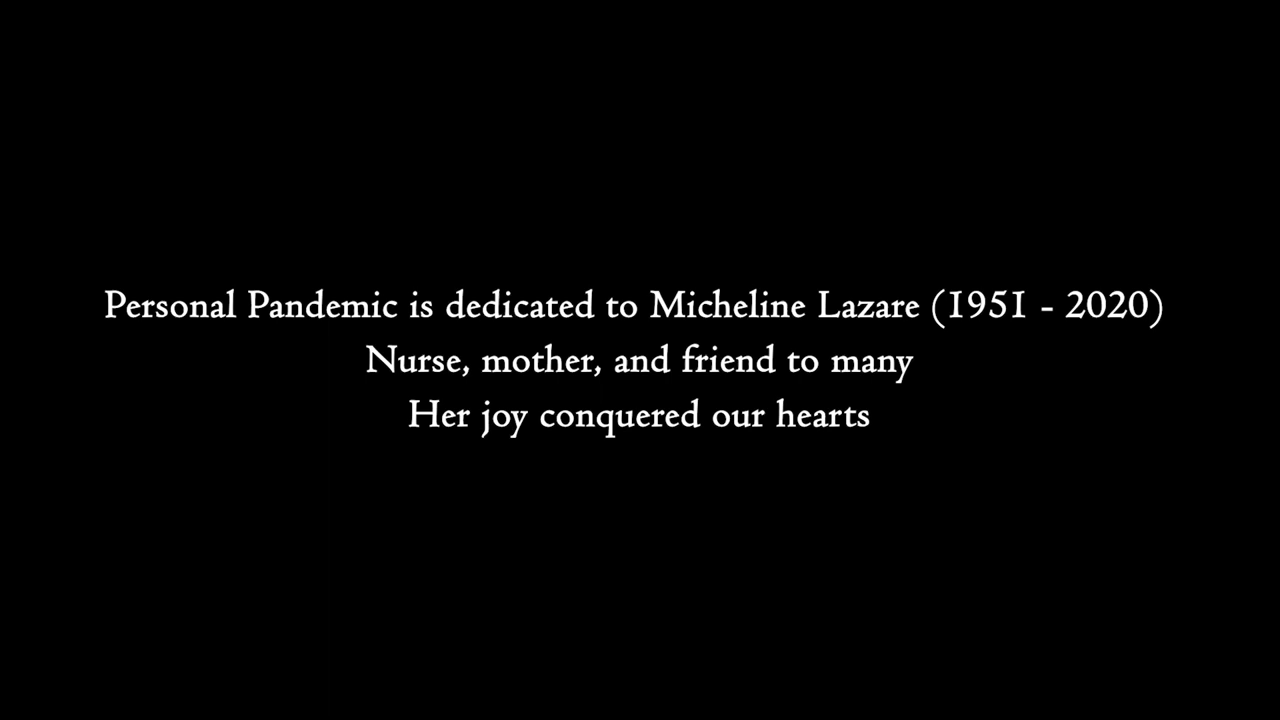 Personal Pandemic is dedicated to Micheline Lazare (1951 - 2020)
Nurse, mother, and friend to many
Her joy conquered our hearts